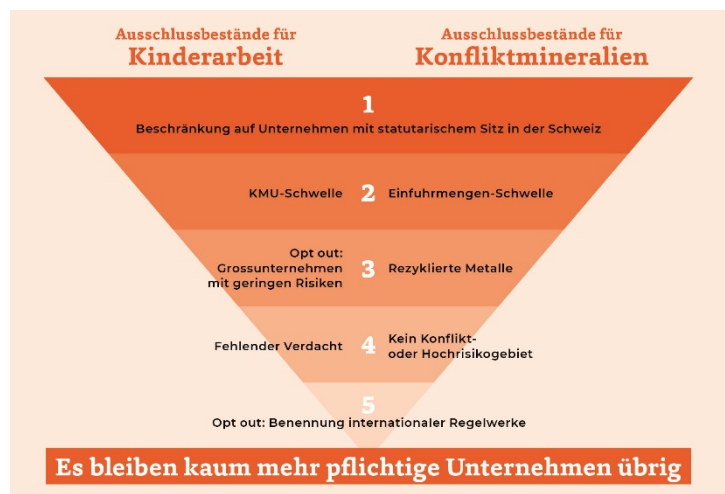 Ausschlussbestände für
Kinderarbeit
Ausschlussbestände für
Konfliktmineralien
1
Beschränkung auf Unternehmen mit statutarischem Sitz in der Schweiz
KMU-Schwelle
2
Einfuhrmengen-Schwelle
Opt out:
Grossunternehmen
mit geringen Risiken
3
Rezyklierte Metalle
Fehlender Verdacht
4
Kein Konflikt-
oder Hochrisikogebiet
5
Opt out: Benennung internationaler Regelwerke
Es bleiben kaum mehr pflichtige Unternehmen übrig